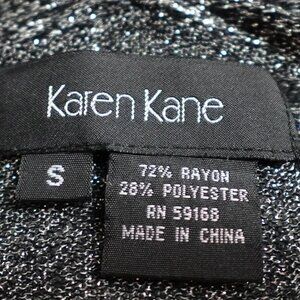 Karen Kane
S
72% RAYON
28% POLYESTER
RN 59168
MADE IN CHINA